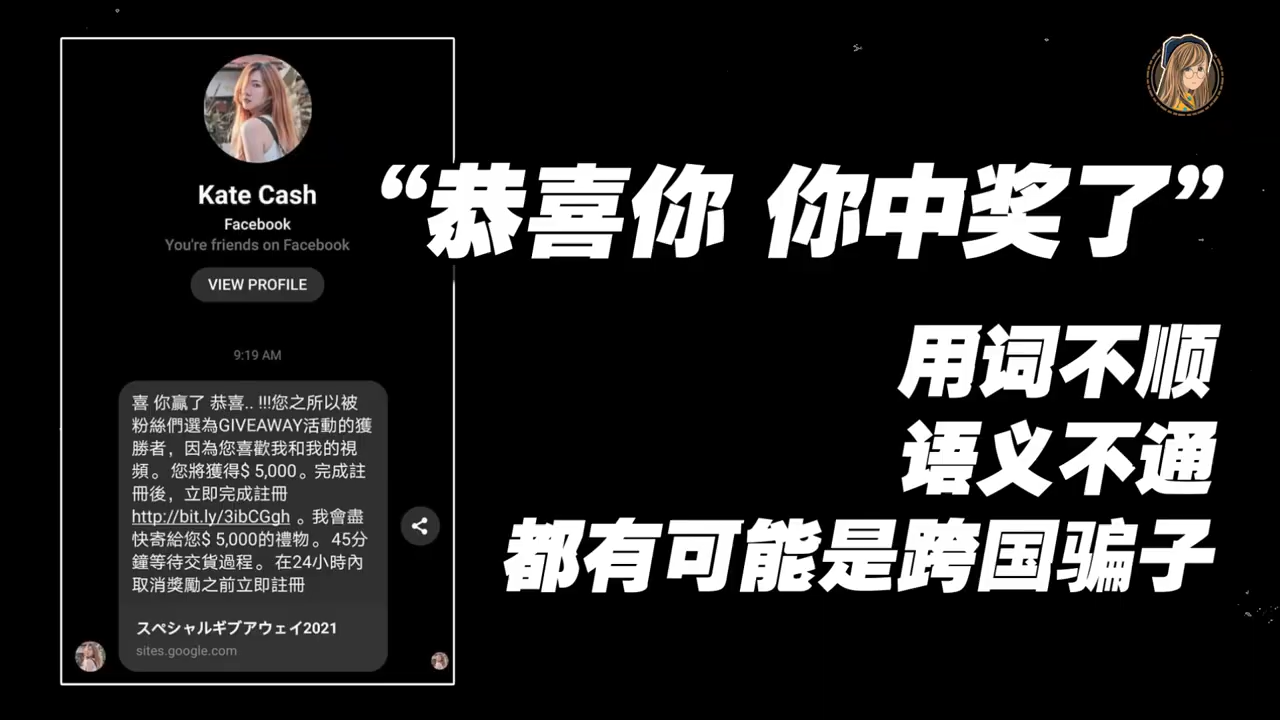 Kate Cash
Facebook
You're friends on Facebook
VIEW PROFILE
9:19 AM
喜 你贏了 恭喜.. !!!您之所以被
粉絲們選為GIVEAWAY活動的獲
勝者，因為您喜歡我和我的視
頻。 您將獲得$ 5,000。完成註
冊後，立即完成註冊
http://bit.ly/3ibCGgh 。我會盡
快寄給您$ 5,000的禮物。 45分
鐘等待交貨過程。在24小時內
取消獎勵之前立即註冊
スペシャルギブアウェイ2021
sites.google.com
“恭喜你 你中奖了”
用词不顺
语义不通
都有可能是跨国骗子